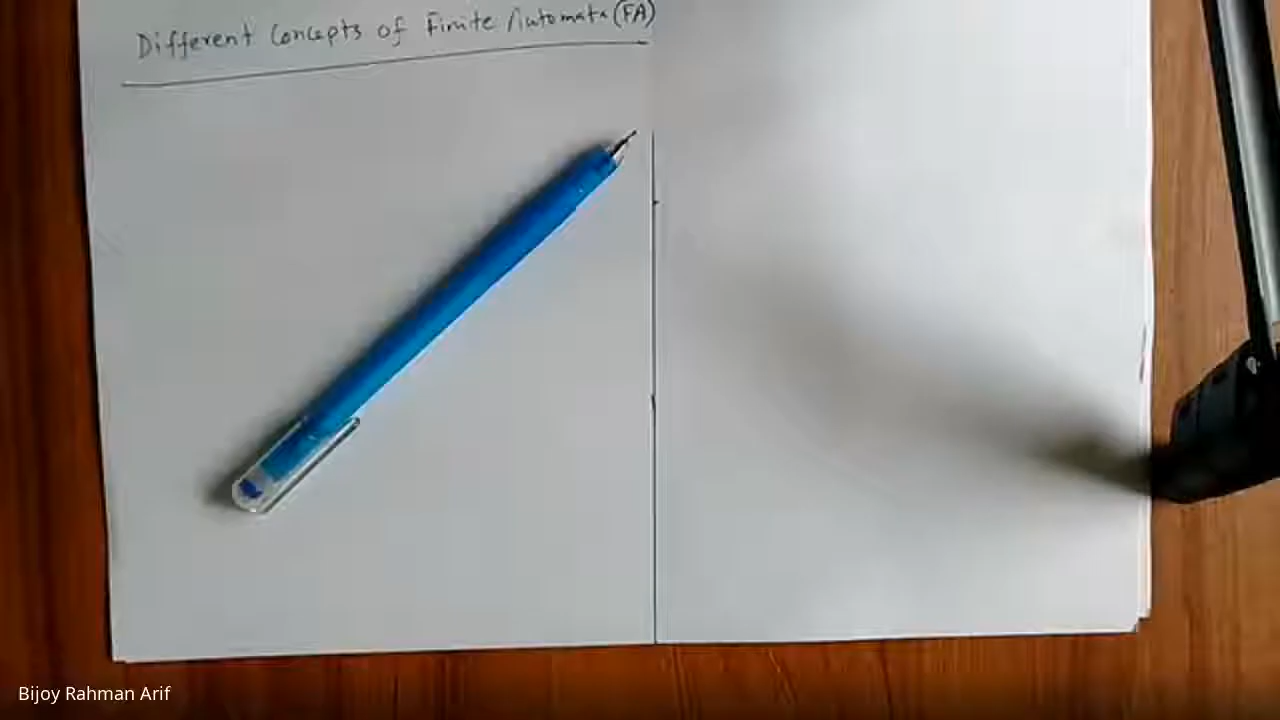 Different Concepts of Finite Automata (FA)
Bijoy Rahman Arif